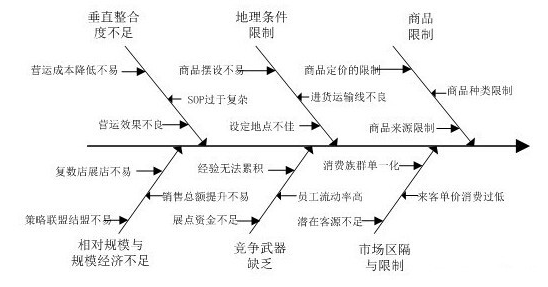 垂直整合
度不足
地理条件
限制
商品
限制
营运成本降低不易
商品摆设不易
商品定价的限制
SOP过于复杂
进货运输线不良
商品种类限制
营运效果不良
设定地点不佳
商品来源限制
复数店展店不易
经验无法累积
消费族群单一化
销售总额提升不易
员工流动率高
来客单价消费过低
策略联盟结盟不易
展点资金不足
潜在客源不足
相对规模与
规模经济不足
竞争武器
缺乏
市场区隔
与限制